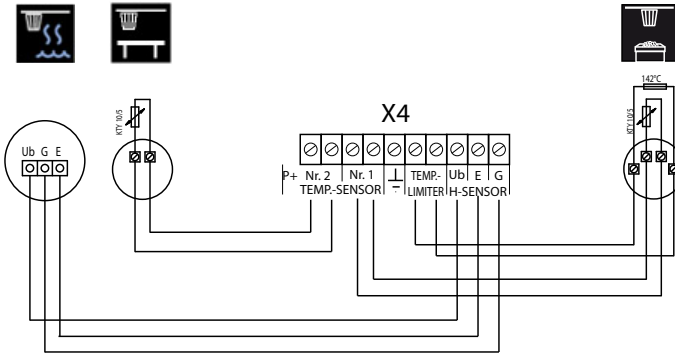 142°C
KTY 10/5
KTY 10/5
X4
Ub G E
P+ Nr. 2 Nr. 1 TEMP.- Ub E G
TEMP.-SENSOR LIMITER H-SENSOR